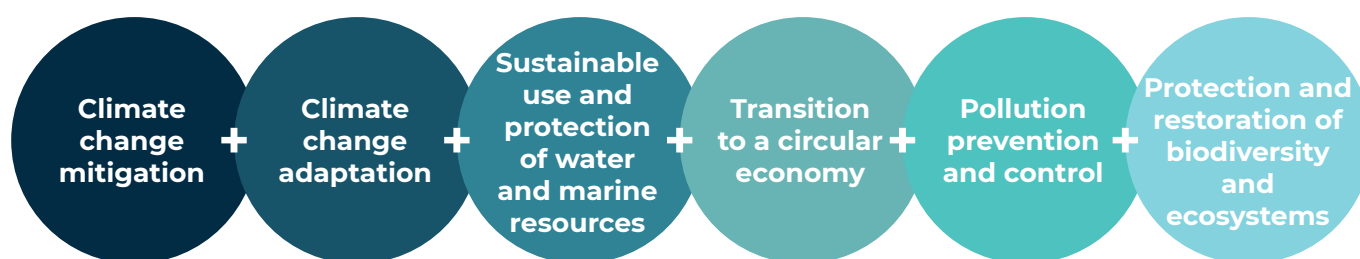 Climate
change
mitigation
+
Climate
change
adaptation
+
Sustainable
use and
protection
of water
and marine
resources
+
Transition
to a circular
economy
+
Pollution
prevention
and control
+
Protection and
restoration of
biodiversity
and
ecosystems